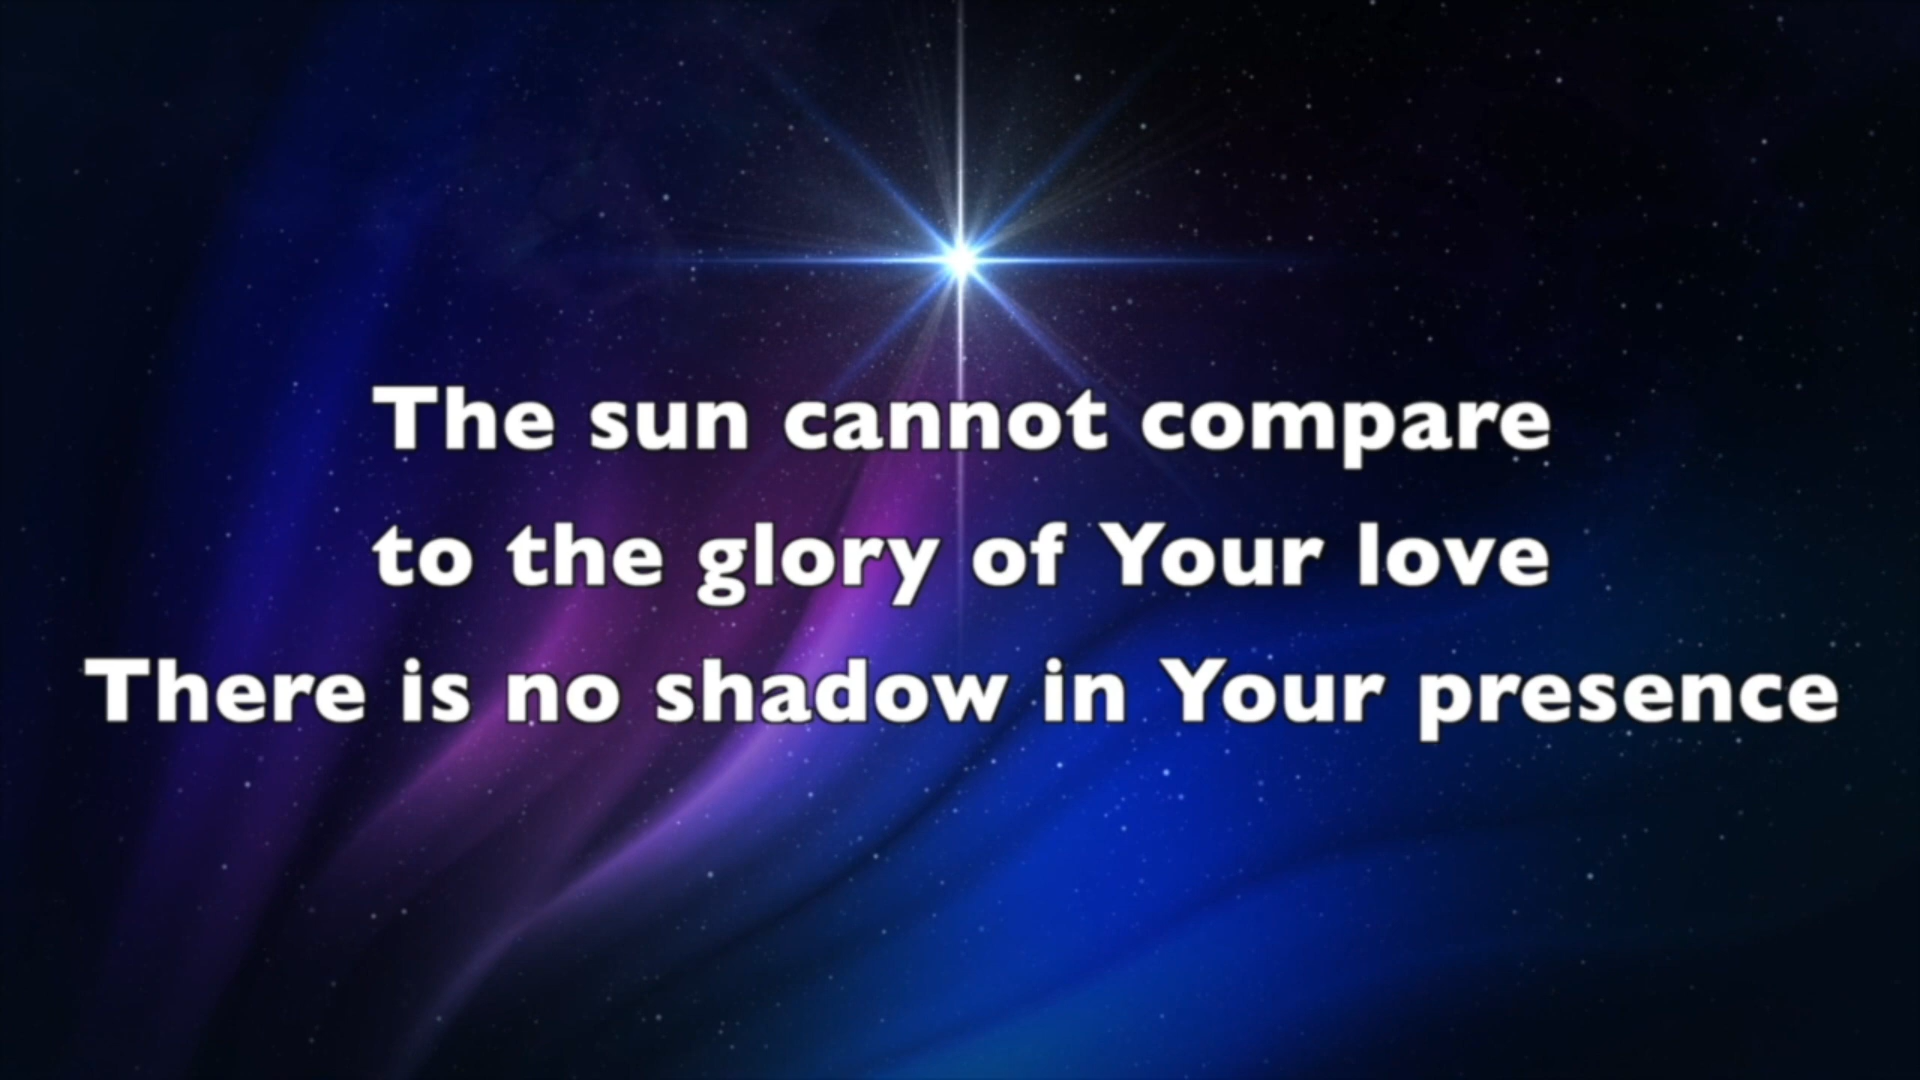 The sun cannot compare
to the glory of Your love
There is no shadow in Your presence